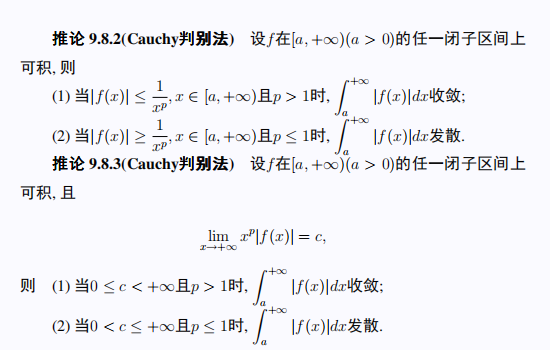 推论 9.8.2(Cauchy判别法) 设f在[a, +∞)(a > 0)的任一闭子区间上
可积, 则
(1) 当|f(x)| ≤ 1/x^p, x ∈ [a, +∞)且p > 1时, ∫_a^{+∞} |f(x)|dx收敛;
(2) 当|f(x)| ≥ 1/x^p, x ∈ [a, +∞)且p ≤ 1时, ∫_a^{+∞} |f(x)|dx发散.
推论 9.8.3(Cauchy判别法) 设f在[a, +∞)(a > 0)的任一闭子区间上
可积, 且
lim_{x→+∞} x^p|f(x)| = c,
则 (1) 当0 ≤ c < +∞且p > 1时, ∫_a^{+∞} |f(x)|dx收敛;
(2) 当0 < c ≤ +∞且p ≤ 1时, ∫_a^{+∞} |f(x)|dx发散.